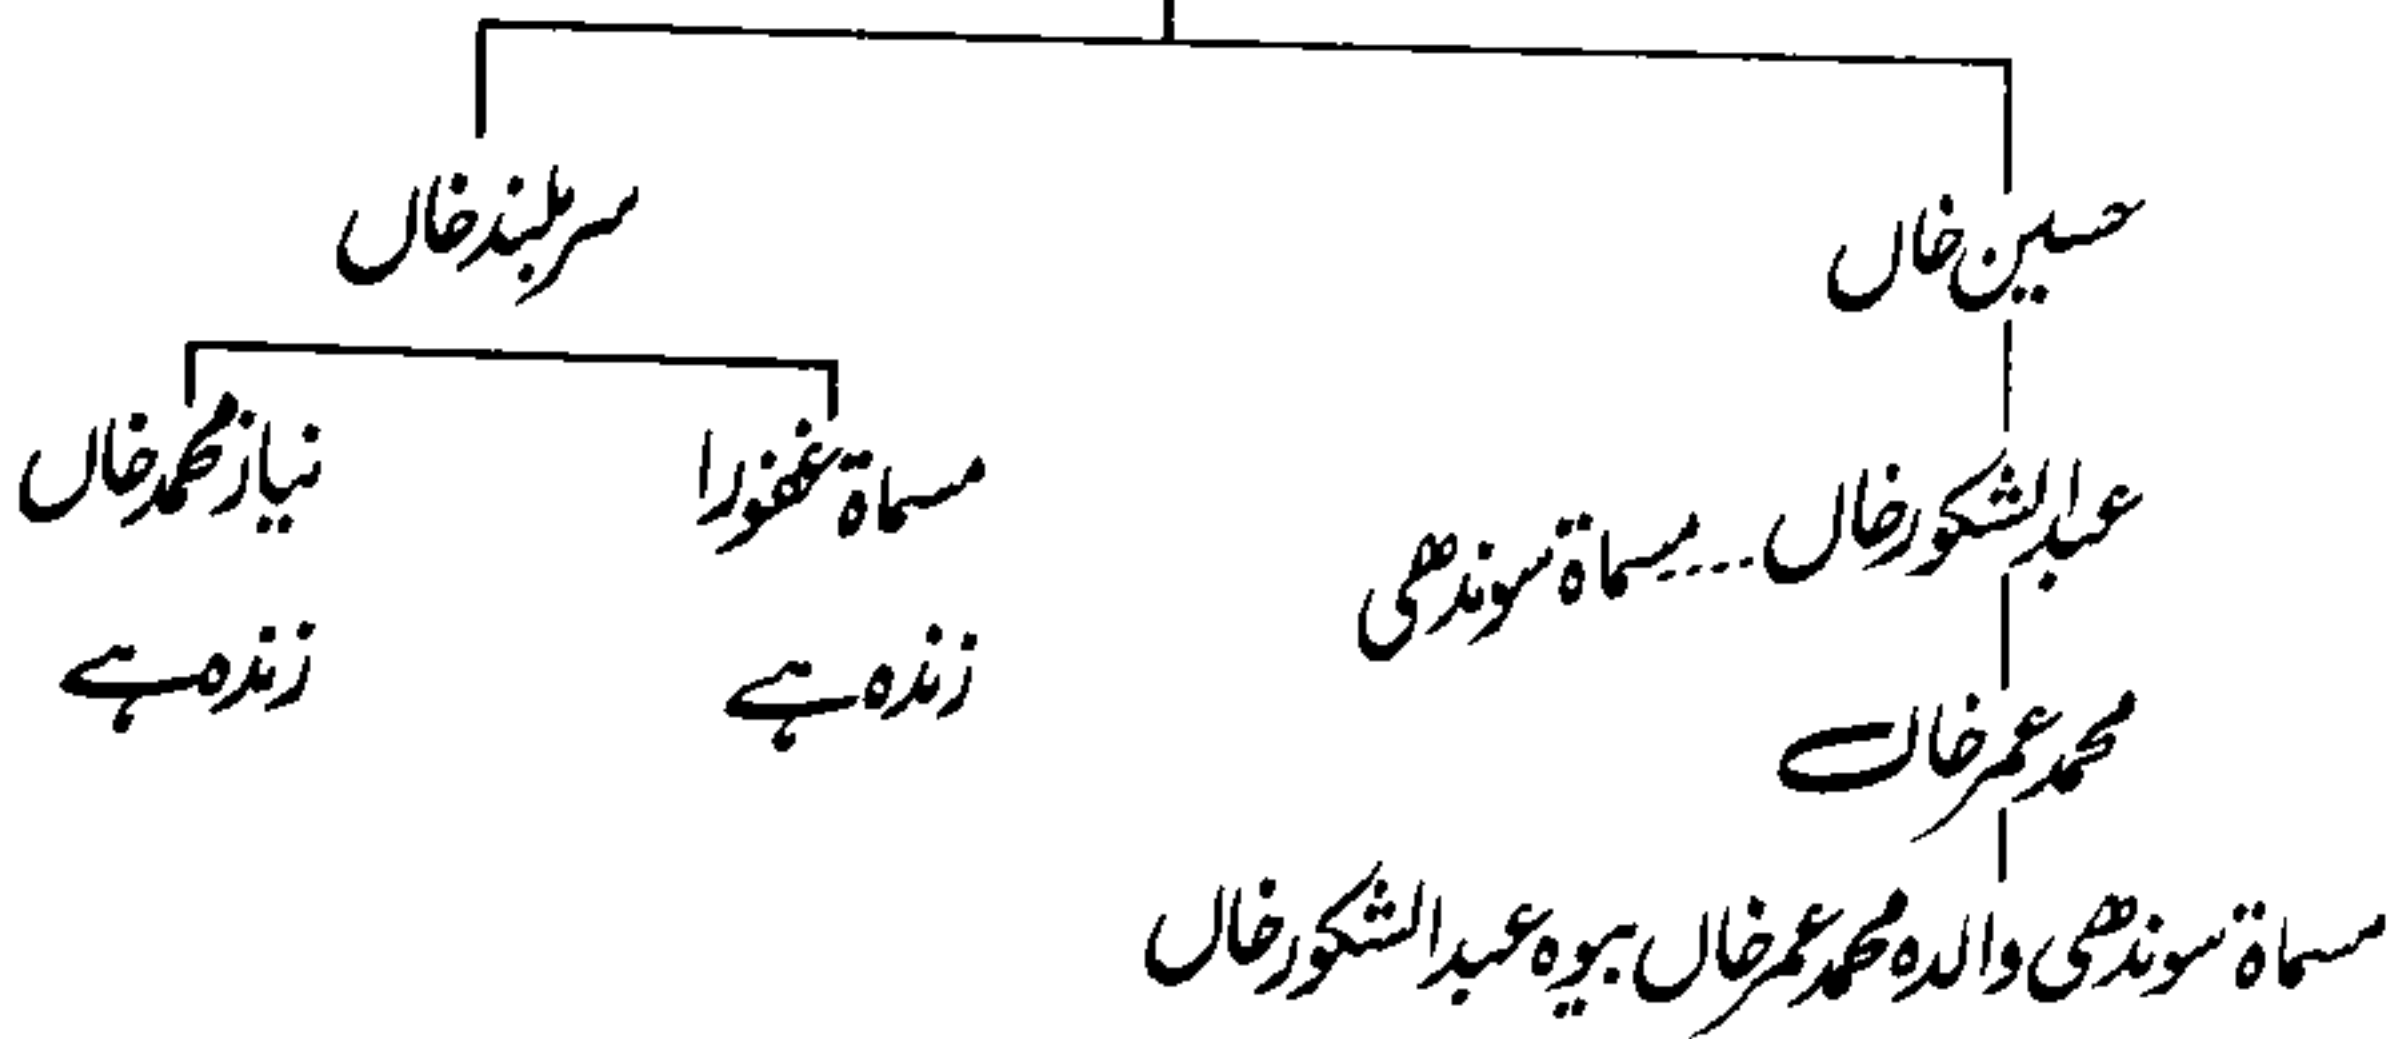 حسین خاں
سربلند خاں
عبدالشکور خاں....مسماۃ سوندھی
مسماۃ غفورا
نیاز محمد خاں
زندہ ہے
زندہ ہے
محمد عمر خاں
مسماۃ سوندھی والدہ محمد عمر خاں بیوہ عبدالشکور خاں